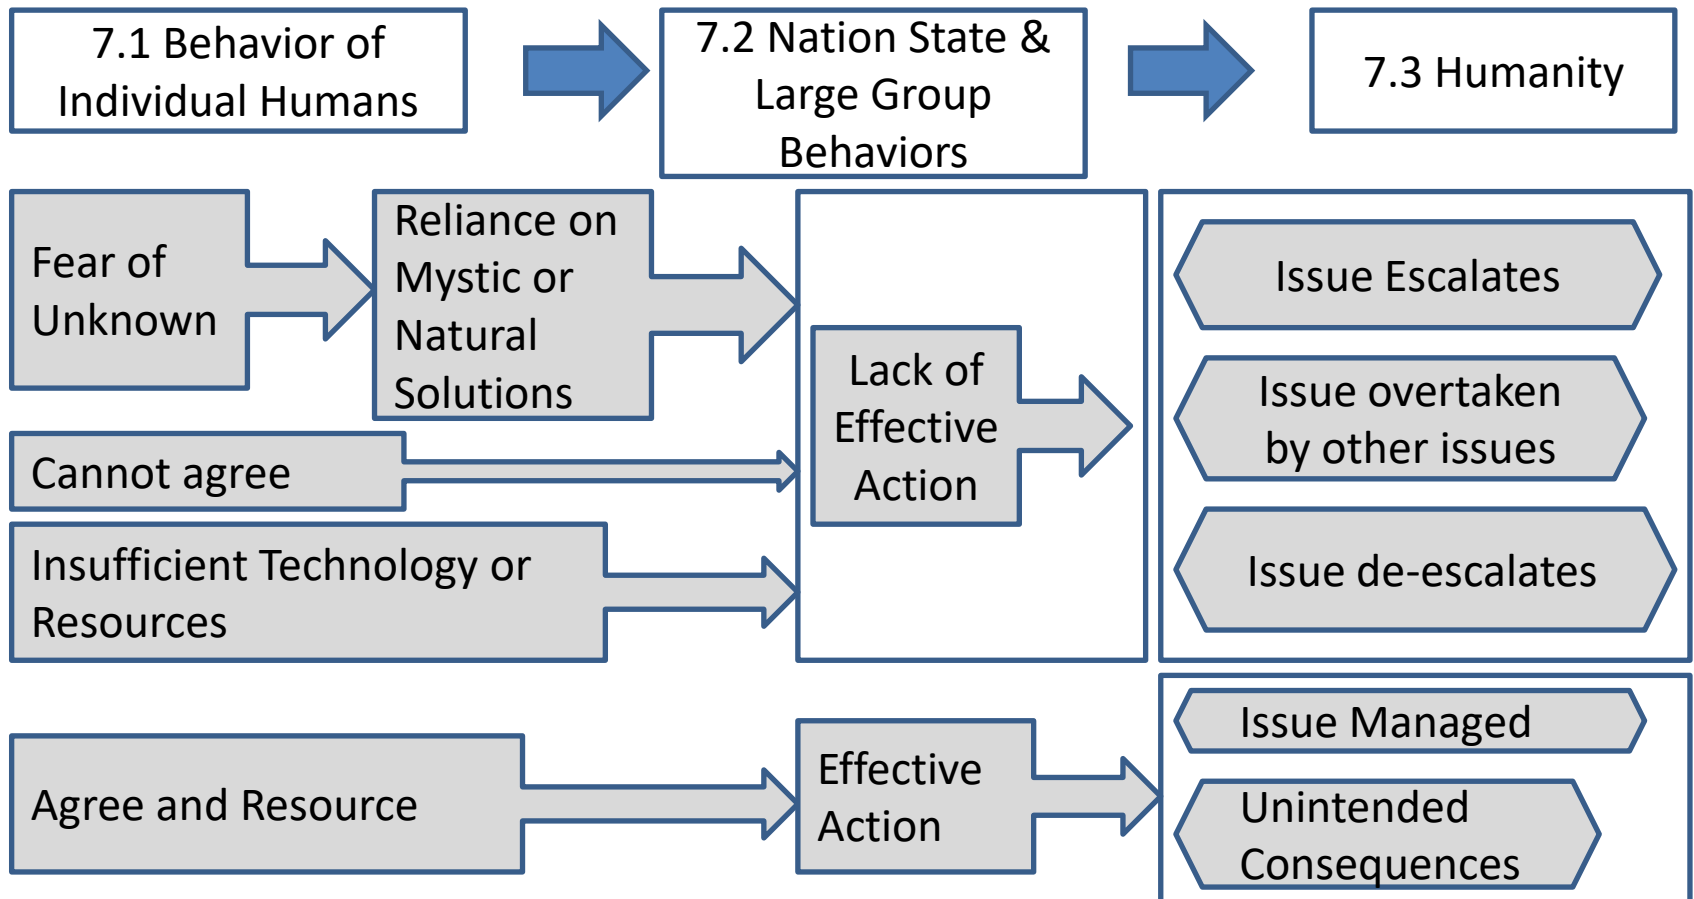 7.1 Behavior of
Individual Humans
7.2 Nation State &
Large Group
Behaviors
7.3 Humanity
Fear of
Unknown
Reliance on
Mystic or
Natural
Solutions
Cannot agree
Insufficient Technology or
Resources
Lack of
Effective
Action
Issue Escalates
Issue overtaken
by other issues
Issue de-escalates
Agree and Resource
Effective
Action
Issue Managed
Unintended
Consequences